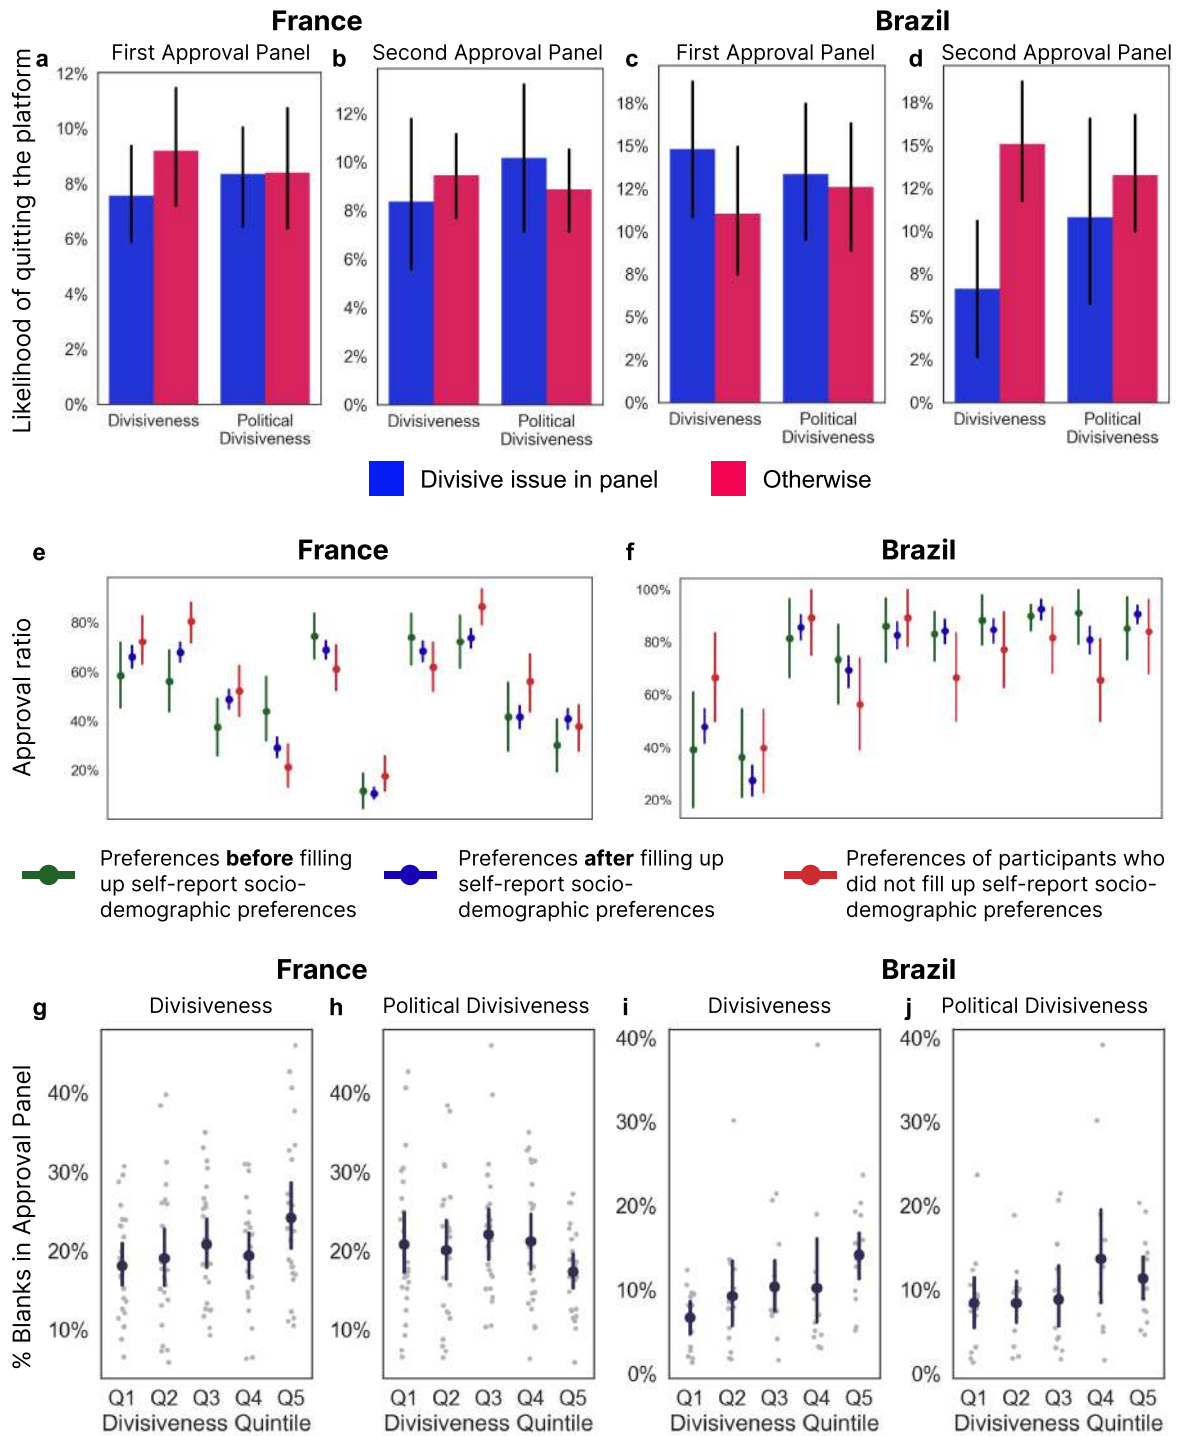 France
Brazil
a First Approval Panel
b Second Approval Panel
c First Approval Panel
d Second Approval Panel
Likelihood of quitting the platform
12%
10%
8%
6%
4%
2%
0%
Divisiveness
Political
Divisiveness
12%
10%
8%
6%
4%
2%
0%
Divisiveness
Political
Divisiveness
18%
15%
12%
10%
8%
5%
2%
0%
Divisiveness
Political
Divisiveness
18%
15%
12%
10%
8%
5%
2%
0%
Divisiveness
Political
Divisiveness
Divisive issue in panel
Otherwise
e France
f Brazil
Approval ratio
80%
60%
40%
20%
100%
80%
60%
40%
20%
Preferences before filling
up self-report socio-
demographic preferences
Preferences after filling up
self-report socio-
demographic preferences
Preferences of participants who
did not fill up self-report socio-
demographic preferences
France
Brazil
g Divisiveness
h Political Divisiveness
i Divisiveness
j Political Divisiveness
% Blanks in Approval Panel
40%
30%
20%
10%
Q1 Q2 Q3 Q4 Q5
40%
30%
20%
10%
Q1 Q2 Q3 Q4 Q5
Divisiveness Quintile
40%
30%
20%
10%
0%
Q1 Q2 Q3 Q4 Q5
40%
30%
20%
10%
0%
Q1 Q2 Q3 Q4 Q5
Divisiveness Quintile